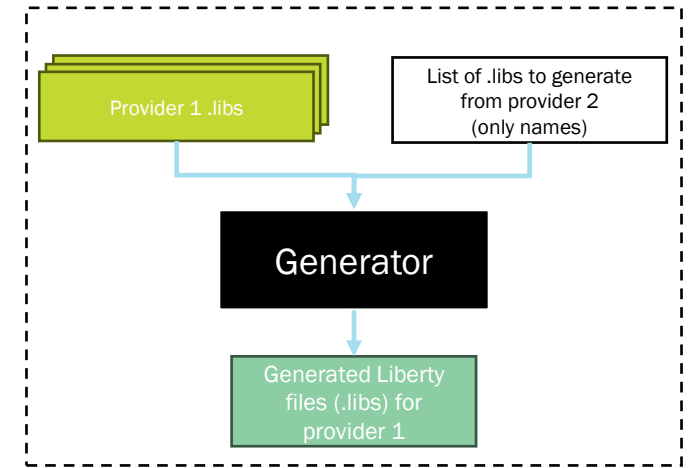 Provider 1 .libs
List of .libs to generate
from provider 2
(only names)
Generator
Generated Liberty
files (.libs) for
provider 1